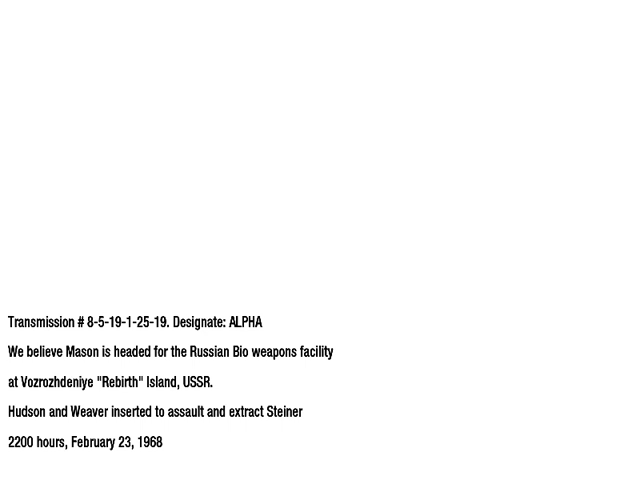 Transmission # 8-5-19-1-25-19. Designate: ALPHA
We believe Mason is headed for the Russian Bio weapons facility
at Vozrozhdeniye "Rebirth" Island, USSR.
Hudson and Weaver inserted to assault and extract Steiner
2200 hours, February 23, 1968